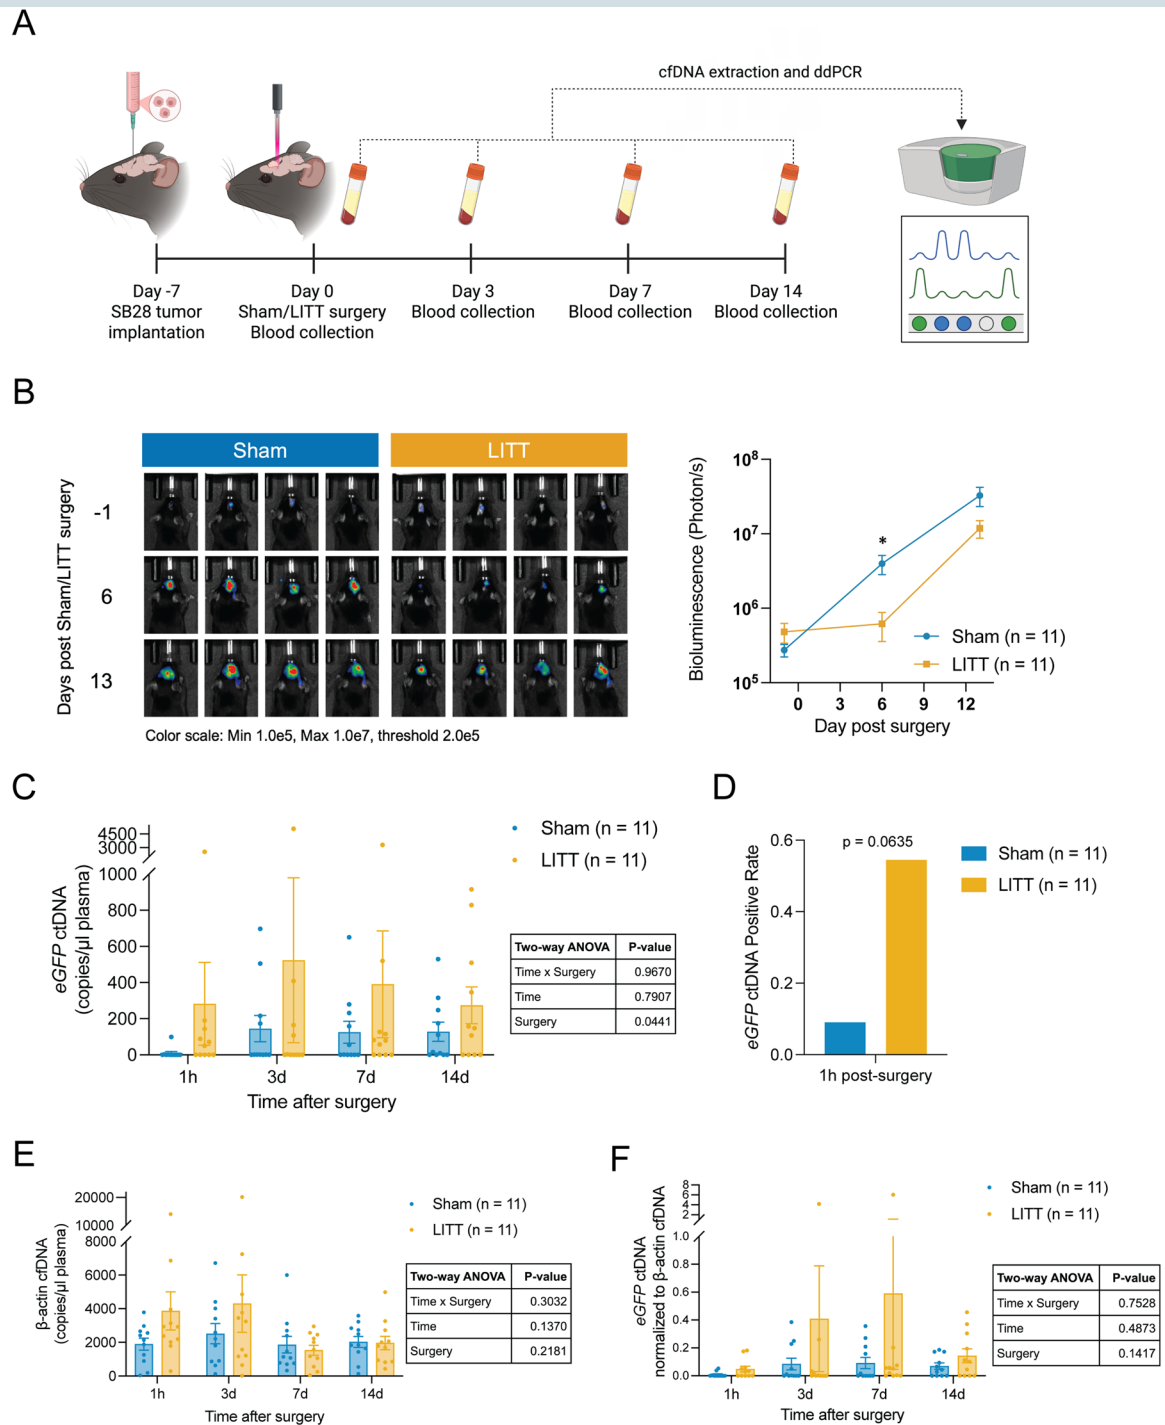 A
cfDNA extraction and ddPCR
Day -7
SB28 tumor
implantation
Day 0
Sham/LITT surgery
Blood collection
Day 3
Blood collection
Day 7
Blood collection
Day 14
Blood collection
B
Sham
LITT
Days post Sham/LITT surgery
-1
6
13
Color scale: Min 1.0e5, Max 1.0e7, threshold 2.0e5
Bioluminescence (Photon/s)
10⁸
10⁷
10⁶
10⁵
*
Sham (n = 11)
LITT (n = 11)
0 3 6 9 12
Day post surgery
C
eGFP ctDNA
(copies/µl plasma)
4500
3000
1000
800
600
400
200
0
1h 3d 7d 14d
Time after surgery
Sham (n = 11)
LITT (n = 11)
Two-way ANOVA P-value
Time x Surgery 0.9670
Time 0.7907
Surgery 0.0441
D
eGFP ctDNA Positive Rate
0.6
0.4
0.2
0.0
p = 0.0635
1h post-surgery
Sham (n = 11)
LITT (n = 11)
E
β-actin cfDNA
(copies/µl plasma)
20000
10000
8000
6000
4000
2000
0
1h 3d 7d 14d
Time after surgery
Sham (n = 11)
LITT (n = 11)
Two-way ANOVA P-value
Time x Surgery 0.3032
Time 0.1370
Surgery 0.2181
F
eGFP ctDNA
normalized to β-actin cfDNA
8
6
4
2
1.0
0.8
0.6
0.4
0.2
0.0
1h 3d 7d 14d
Time after surgery
Sham (n = 11)
LITT (n = 11)
Two-way ANOVA P-value
Time x Surgery 0.7528
Time 0.4873
Surgery 0.1417